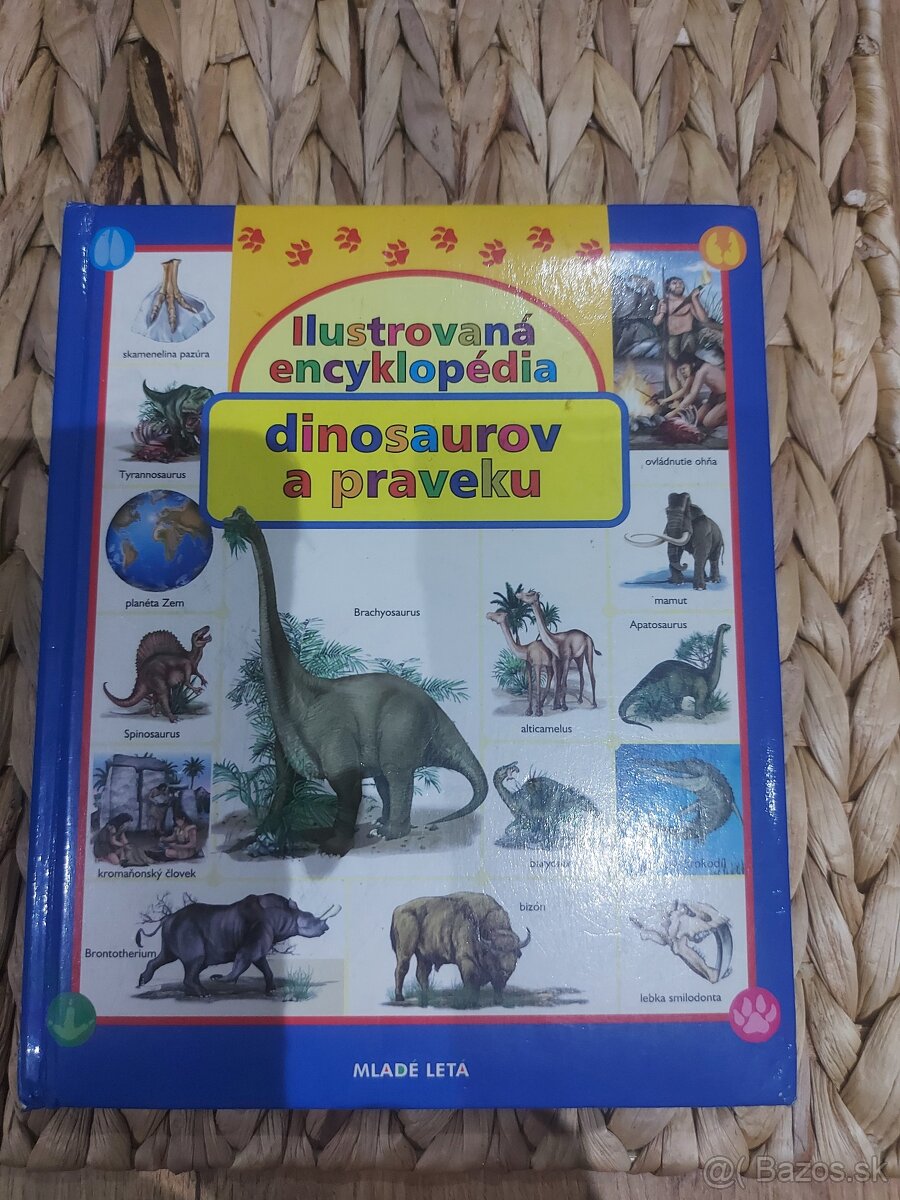 Ilustrovaná
encyklopédia
dinosaurov
a praveku
skamenelina pazúra
Tyrannosaurus
ovládnutie ohňa
planéta Zem
mamut
Brachyosaurus
Apatosaurus
Spinosaurus
alticamelus
kromaňonský človek
bizón
Brontotherium
lebka smilodonta
MLADÉ LETÁ
@( Bazos.sk